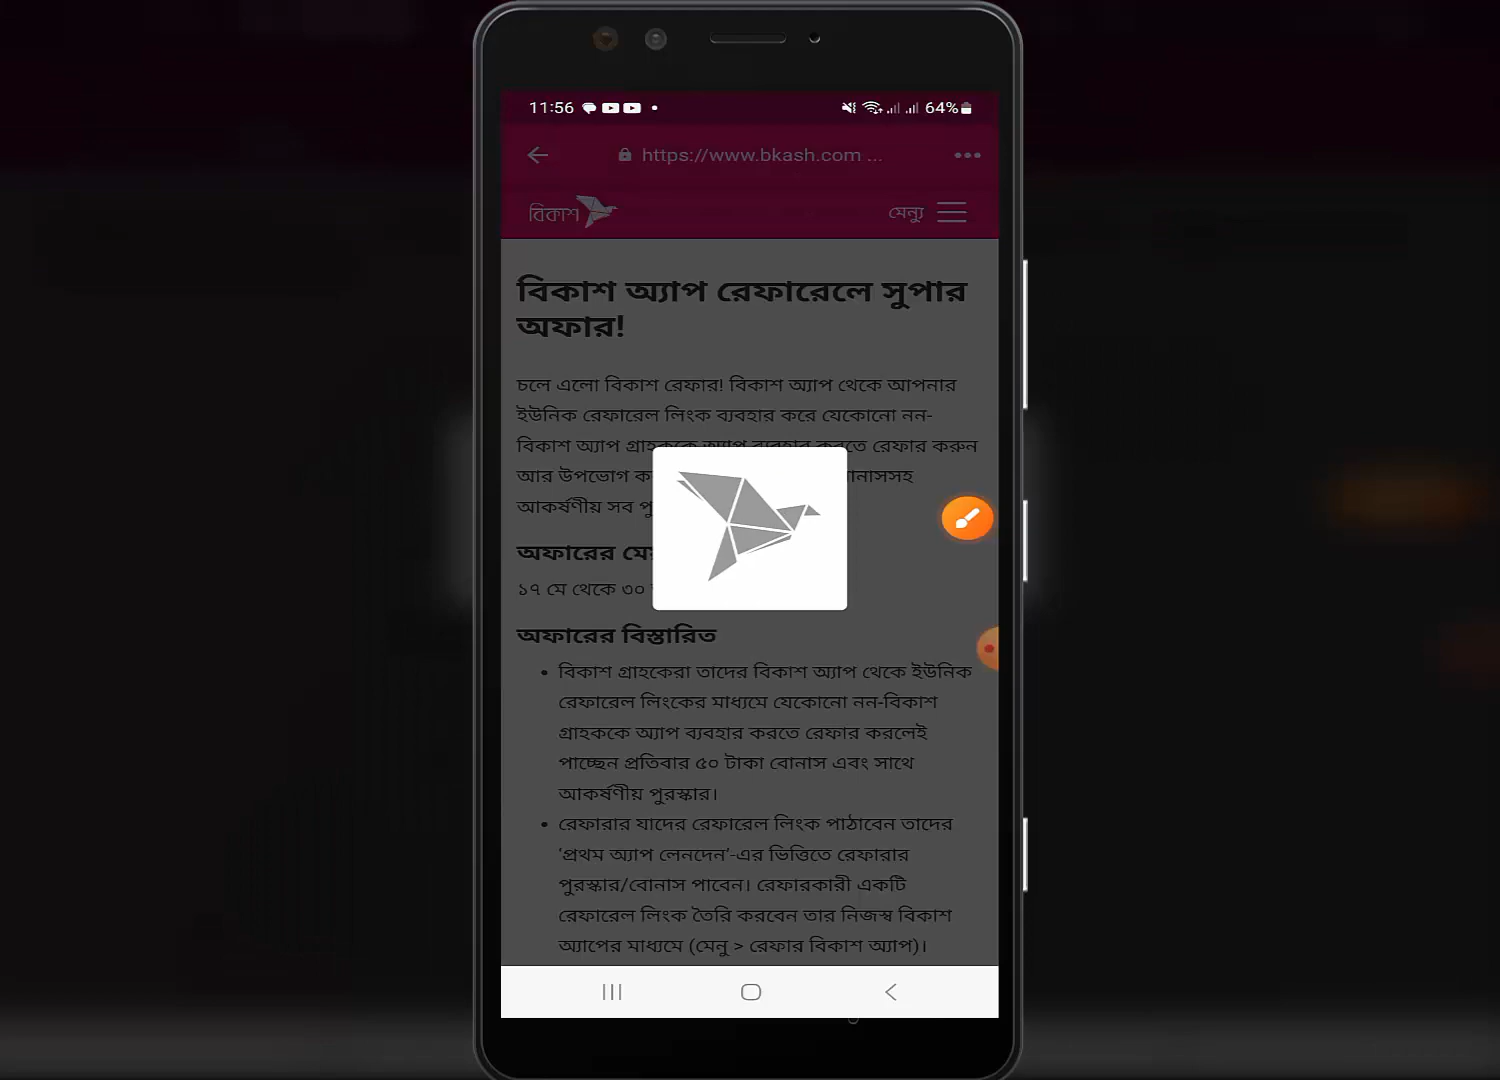 11:56
64%
https://www.bkash.com ...
বিকাশ
মেন্যু
বিকাশ অ্যাপ রেফারেলে সুপার
অফার!
চলে এলো বিকাশ রেফার! বিকাশ অ্যাপ থেকে আপনার
ইউনিক রেফারেল লিংক ব্যবহার করে যেকোনো নন-
বিকাশ অ্যাপ গ্রাহককে অ্যাপ ব্যবহার করতে রেফার করুন
আর উপভোগ
আকর্ষণীয় সব
অফারের
১৭ মে থেকে ৩০
অফারের বিস্তারিত
• বিকাশ গ্রাহকেরা তাদের বিকাশ অ্যাপ থেকে ইউনিক
রেফারেল লিংকের মাধ্যমে যেকোনো নন-বিকাশ
গ্রাহককে অ্যাপ ব্যবহার করতে রেফার করলেই
পাচ্ছেন প্রতিবার ৫০ টাকা বোনাস এবং সাথে
আকর্ষণীয় পুরস্কার।
• রেফারার যাদের রেফারেল লিংক পাঠাবেন তাদের
'প্রথম অ্যাপ লেনদেন'-এর ভিত্তিতে রেফারার
পুরস্কার/বোনাস পাবেন। রেফারকারী একটি
রেফারেল লিংক তৈরি করবেন তার নিজস্ব বিকাশ
অ্যাপের মাধ্যমে (মেনু > রেফার বিকাশ অ্যাপ)।